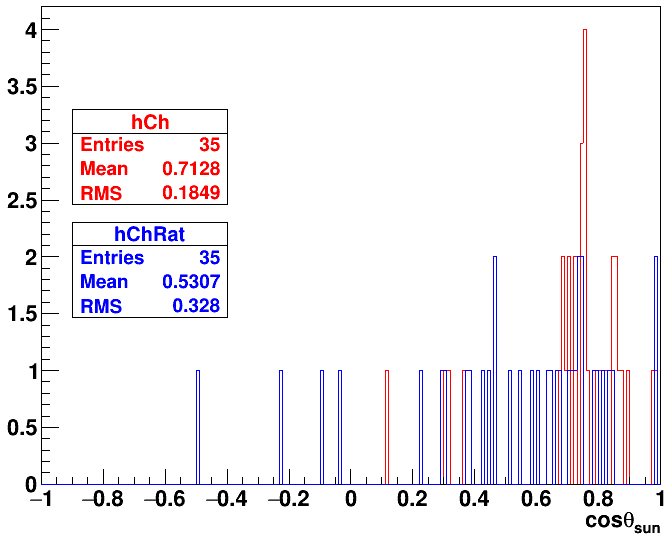 4
3.5
3
2.5
2
1.5
1
0.5
0
hCh
Entries 35
Mean 0.7128
RMS 0.1849
hChRat
Entries 35
Mean 0.5307
RMS 0.328
−1 −0.8 −0.6 −0.4 −0.2 0 0.2 0.4 0.6 0.8 1
cosθsun